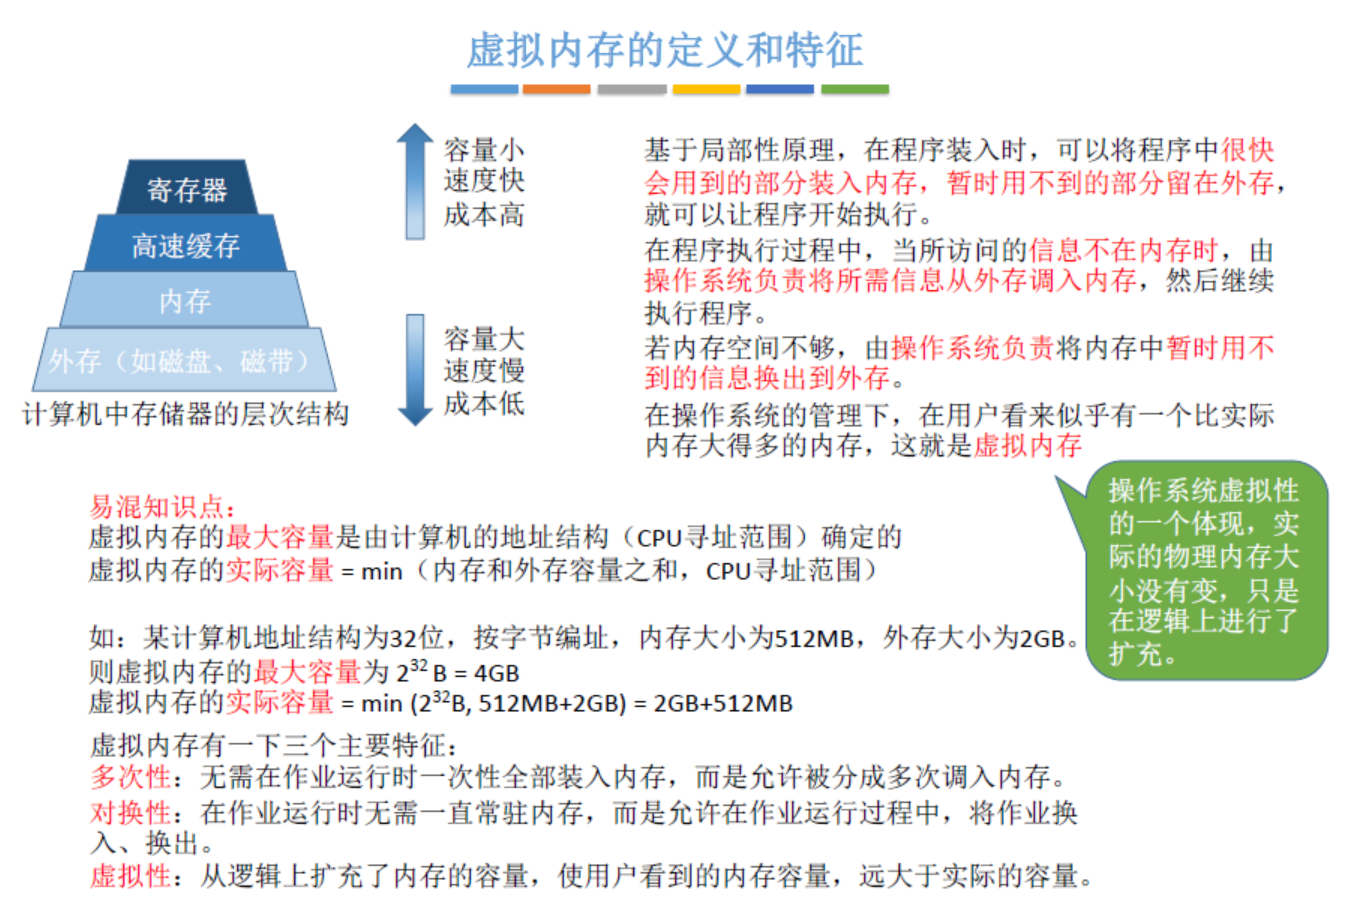 虚拟内存的定义和特征
寄存器
高速缓存
内存
外存（如磁盘、磁带）
计算机中存储器的层次结构
容量小
速度快
成本高
容量大
速度慢
成本低
基于局部性原理，在程序装入时，可以将程序中很快
会用到的部分装入内存，暂时用不到的部分留在外存，
就可以让程序开始执行。
在程序执行过程中，当所访问的信息不在内存时，由
操作系统负责将所需信息从外存调入内存，然后继续
执行程序。
若内存空间不够，由操作系统负责将内存中暂时用不
到的信息换出到外存。
在操作系统的管理下，在用户看来似乎有一个比实际
内存大得多的内存，这就是虚拟内存
操作系统虚拟性
的一个体现，实
际的物理内存大
小没有变，只是
在逻辑上进行了
扩充。
易混知识点：
虚拟内存的最大容量是由计算机的地址结构（CPU寻址范围）确定的
虚拟内存的实际容量 = min（内存和外存容量之和，CPU寻址范围）
如：某计算机地址结构为32位，按字节编址，内存大小为512MB，外存大小为2GB。
则虚拟内存的最大容量为 2³² B = 4GB
虚拟内存的实际容量 = min (2³²B, 512MB+2GB) = 2GB+512MB
虚拟内存有一下三个主要特征：
多次性：无需在作业运行时一次性全部装入内存，而是允许被分成多次调入内存。
对换性：在作业运行时无需一直常驻内存，而是允许在作业运行过程中，将作业换
入、换出。
虚拟性：从逻辑上扩充了内存的容量，使用户看到的内存容量，远大于实际的容量。